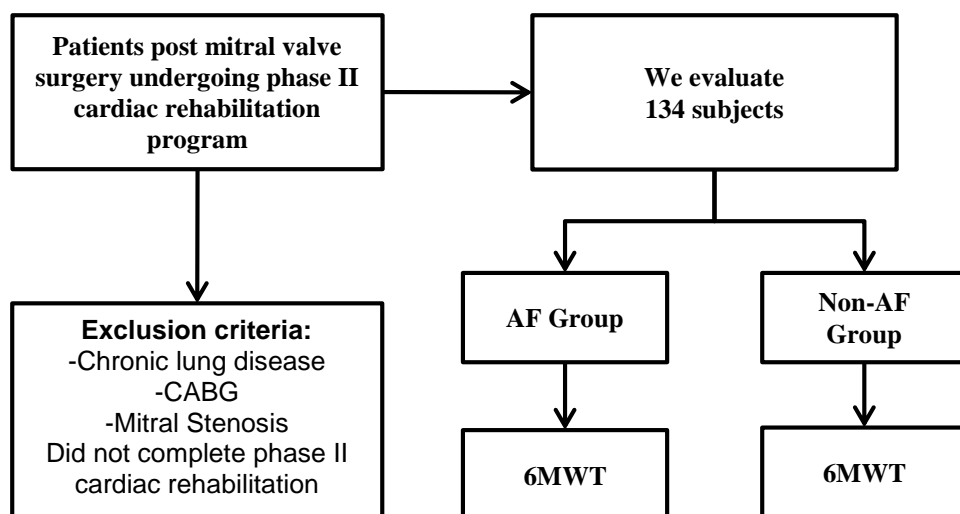 Patients post mitral valve
surgery undergoing phase II
cardiac rehabilitation
program
We evaluate
134 subjects
Exclusion criteria:
-Chronic lung disease
-CABG
-Mitral Stenosis
Did not complete phase II
cardiac rehabilitation
AF Group
Non-AF
Group
6MWT
6MWT